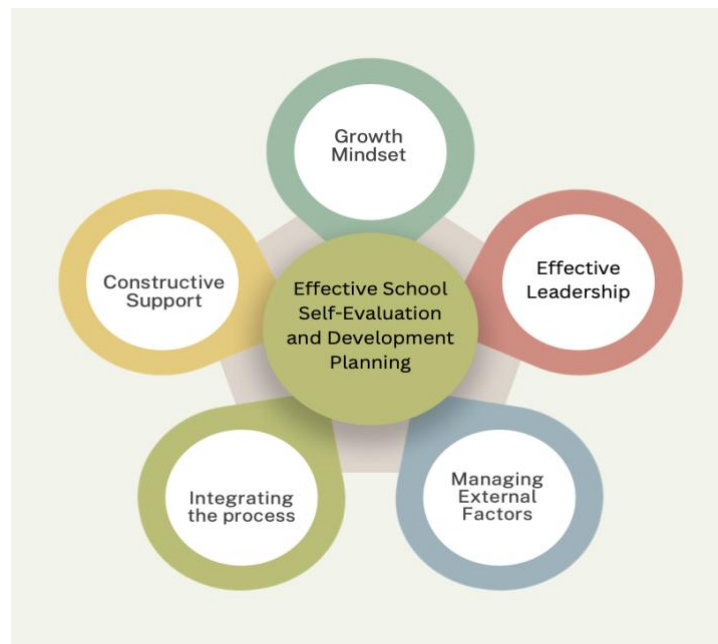 Growth
Mindset
Constructive
Support
Effective School
Self-Evaluation
and Development
Planning
Effective
Leadership
Integrating
the process
Managing
External
Factors